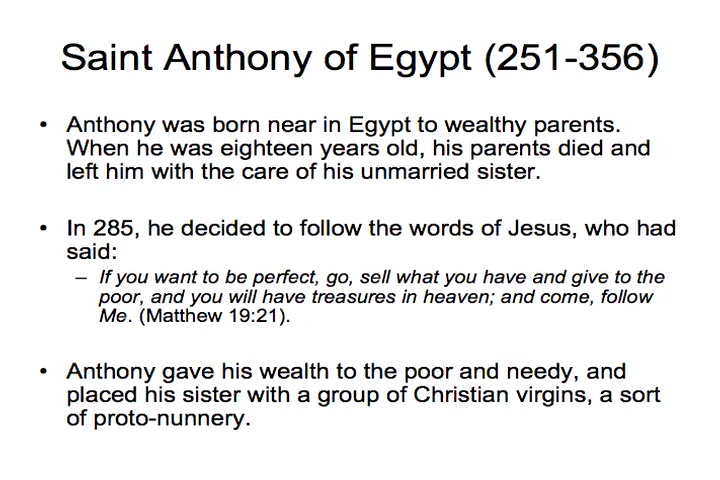 Saint Anthony of Egypt (251-356)
• Anthony was born near in Egypt to wealthy parents.
When he was eighteen years old, his parents died and
left him with the care of his unmarried sister.
• In 285, he decided to follow the words of Jesus, who had
said:
– If you want to be perfect, go, sell what you have and give to the
poor, and you will have treasures in heaven; and come, follow
Me. (Matthew 19:21).
• Anthony gave his wealth to the poor and needy, and
placed his sister with a group of Christian virgins, a sort
of proto-nunnery.